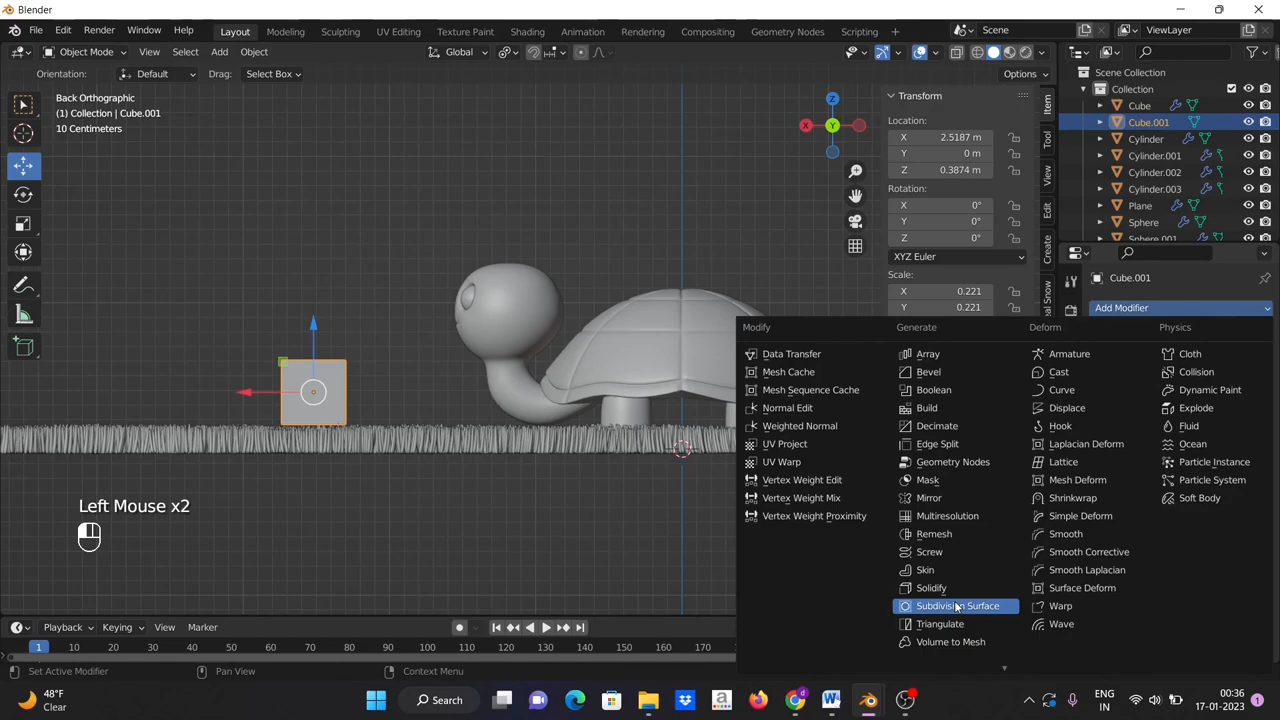 Blender
File Edit Render Window Help Layout Modeling Sculpting UV Editing Texture Paint Shading Animation Rendering Compositing Geometry Nodes Scripting + Scene ViewLayer
Object Mode View Select Add Object Global
Orientation: Default Drag: Select Box Options
Back Orthographic
(1) Collection | Cube.001
10 Centimeters
Z
X
Y
Transform
Location:
X 2.5187 m
Y 0 m
Z 0.3874 m
Rotation:
X 0°
Y 0°
Z 0°
XYZ Euler
Scale:
X 0.221
Y 0.221
Item
Tool
View
Edit
Create
Scene Collection
Collection
Cube
Cube.001
Cylinder
Cylinder.001
Cylinder.002
Cylinder.003
Plane
Sphere
Sphere.001
Cube.001
Add Modifier
Modify Generate Deform Physics
Data Transfer Array Armature Cloth
Mesh Cache Bevel Cast Collision
Mesh Sequence Cache Boolean Curve Dynamic Paint
Normal Edit Build Displace Explode
Weighted Normal Decimate Hook Fluid
UV Project Edge Split Laplacian Deform Ocean
UV Warp Geometry Nodes Lattice Particle Instance
Vertex Weight Edit Mask Mesh Deform Particle System
Vertex Weight Mix Mirror Shrinkwrap Soft Body
Vertex Weight Proximity Multiresolution Simple Deform
Remesh Smooth
Screw Smooth Corrective
Skin Smooth Laplacian
Solidify Surface Deform
Subdivision Surface Warp
Triangulate Wave
Volume to Mesh
Left Mouse x2
Playback Keying View Marker
1 10 20 30 40 50 60 70 80 90 100 110 120 130 140 150 160 170
Set Active Modifier Pan View Context Menu
48°F
Clear
Search
ENG
IN
00:36
17-01-2023
1